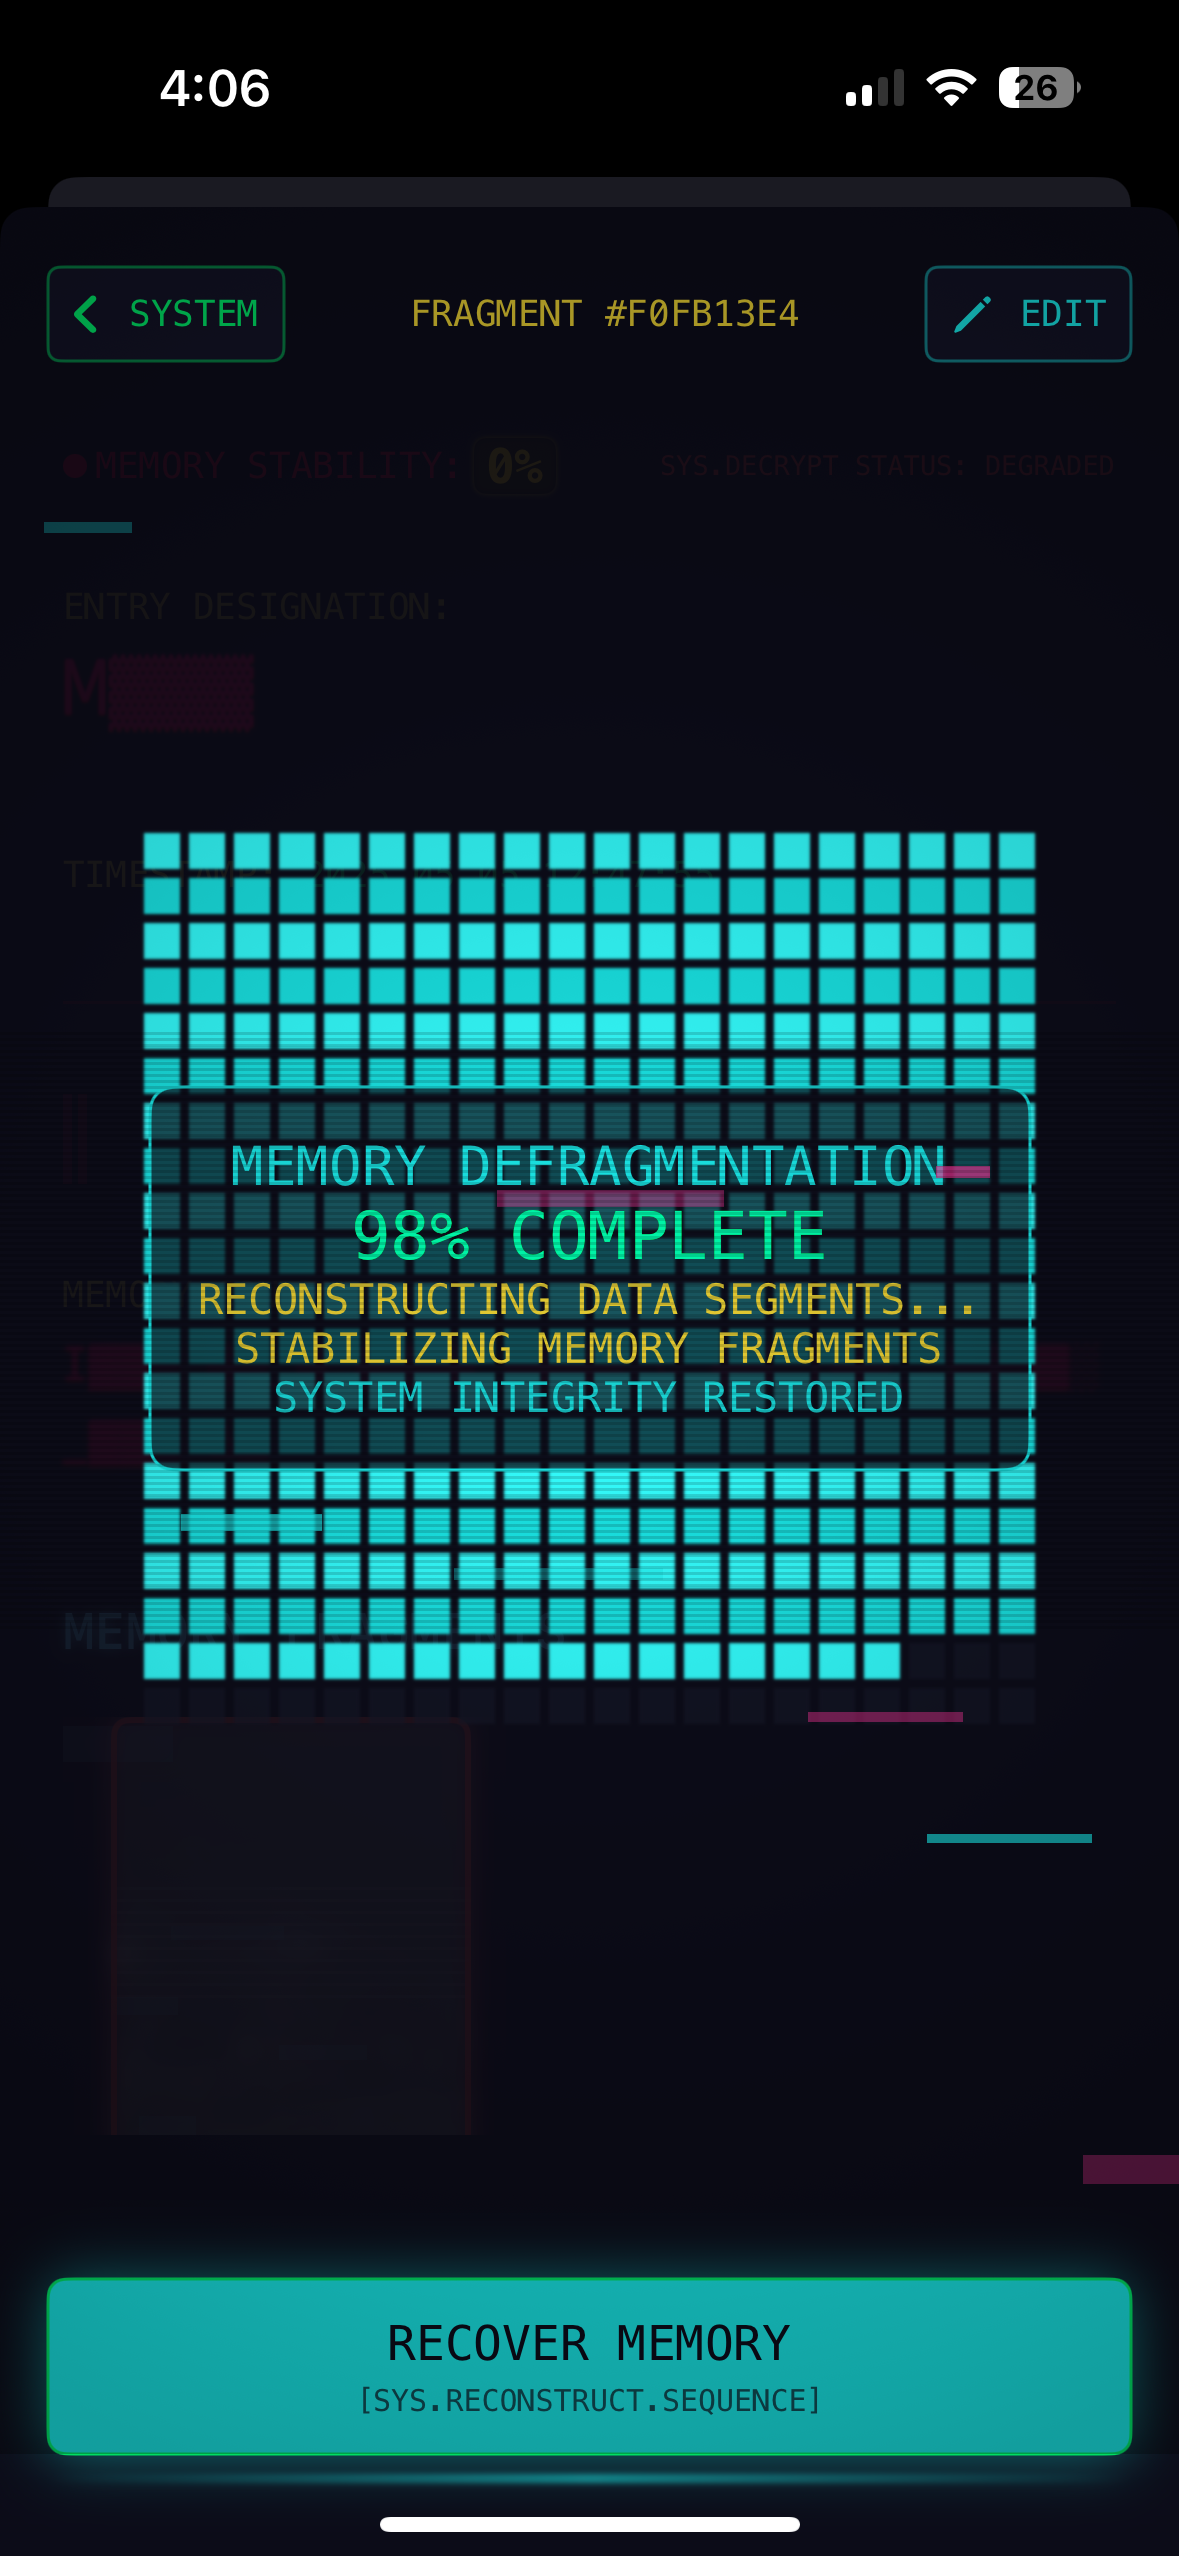 4:06
26
SYSTEM
FRAGMENT #F0FB13E4
EDIT
MEMORY STABILITY: 0%
SYS.DECRYPT STATUS: DEGRADED
ENTRY DESIGNATION:
M▒▒▒▒
MEMORY DEFRAGMENTATION
98% COMPLETE
RECONSTRUCTING DATA SEGMENTS...
STABILIZING MEMORY FRAGMENTS
SYSTEM INTEGRITY RESTORED
RECOVER MEMORY
[SYS.RECONSTRUCT.SEQUENCE]